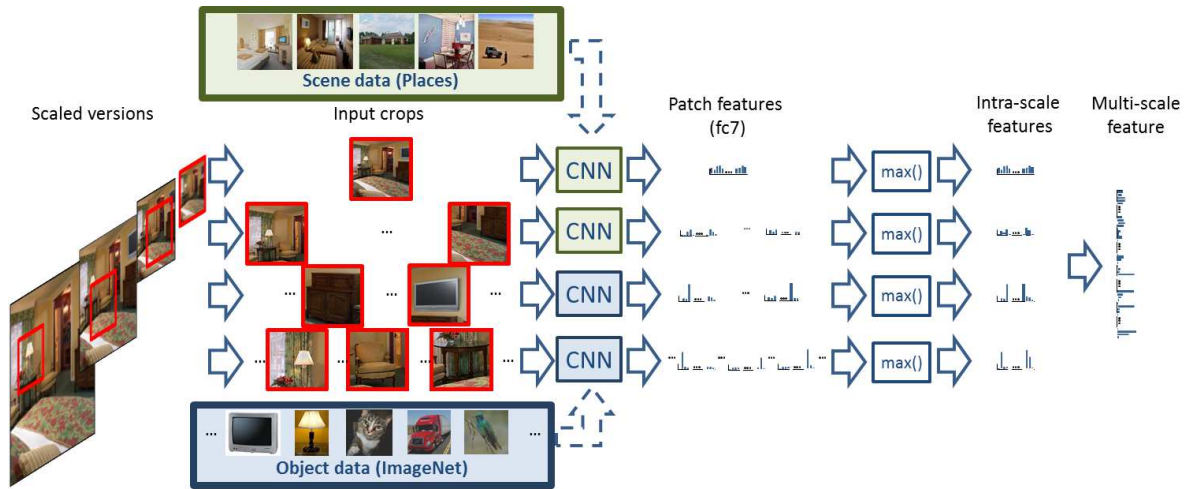 Scene data (Places)
Scaled versions
Input crops
Patch features
(fc7)
Intra-scale
features
Multi-scale
feature
CNN
max()
...
CNN
...
max()
...
...
...
CNN
...
max()
...
...
...
CNN
...
...
...
...
max()
...
...
Object data (ImageNet)